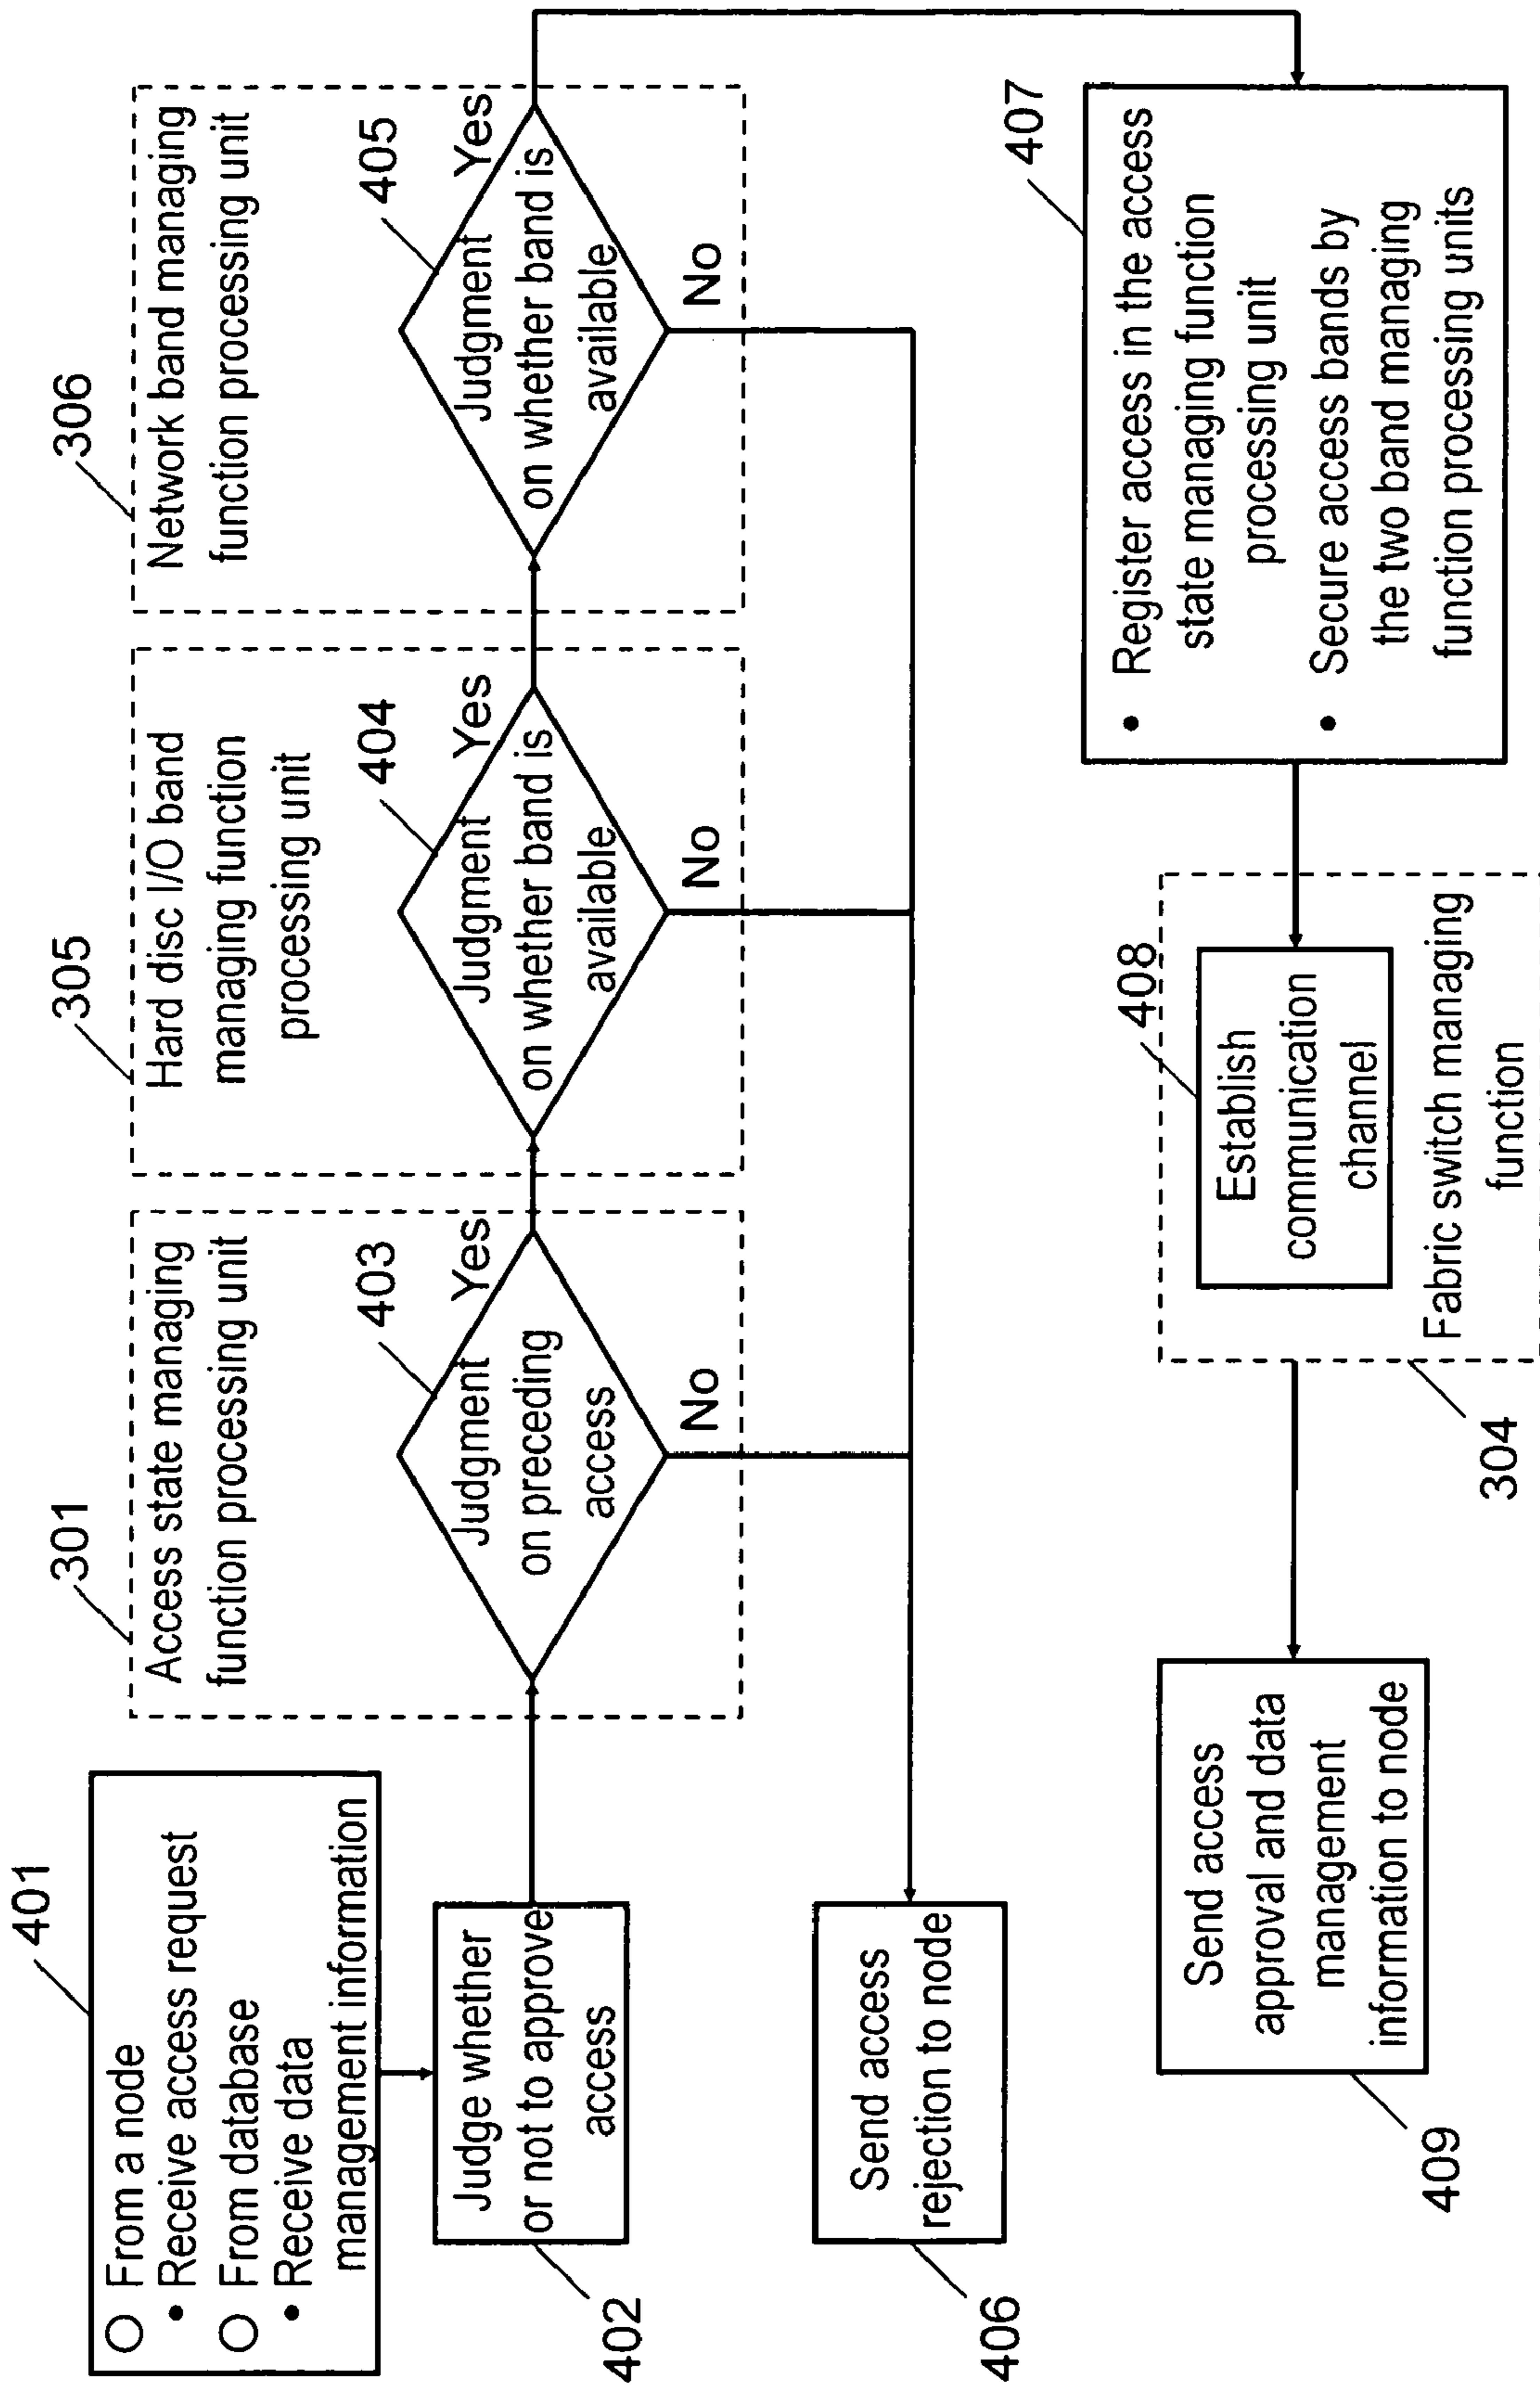 401
○ From a node
• Receive access request
○ From database
• Receive data
management information
402
Judge whether
or not to approve
access
301
Access state managing
function processing unit
403
Judgment
on preceding
access
Yes
No
305
Hard disc I/O band
managing function
processing unit
404
Judgment
on whether band is
available
Yes
No
306
Network band managing
function processing unit
405
Judgment
on whether band is
available
Yes
No
406
Send access
rejection to node
407
• Register access in the access
state managing function
processing unit
• Secure access bands by
the two band managing
function processing units
408
Establish
communication
channel
Fabric switch managing
function
304
409
Send access
approval and data
management
information to node